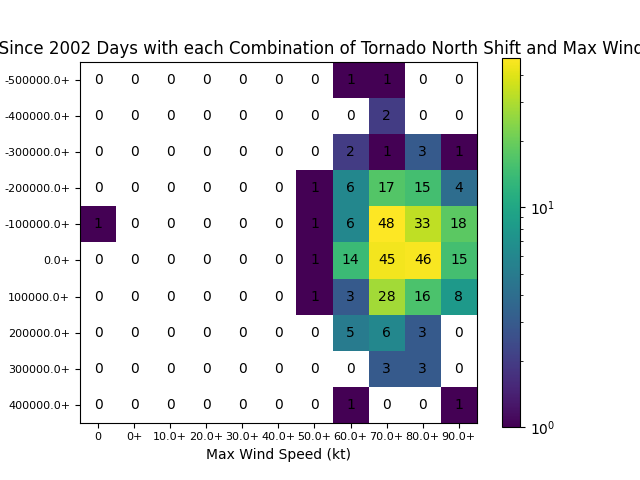 Since 2002 Days with each Combination of Tornado North Shift and Max Wind
-500000.0+ 0 0 0 0 0 0 0 1 1 0 0
-400000.0+ 0 0 0 0 0 0 0 0 2 0 0
-300000.0+ 0 0 0 0 0 0 0 2 1 3 1
-200000.0+ 0 0 0 0 0 0 1 6 17 15 4
-100000.0+ 1 0 0 0 0 0 1 6 48 33 18
0.0+ 0 0 0 0 0 0 1 14 45 46 15
100000.0+ 0 0 0 0 0 0 1 3 28 16 8
200000.0+ 0 0 0 0 0 0 0 5 6 3 0
300000.0+ 0 0 0 0 0 0 0 0 3 3 0
400000.0+ 0 0 0 0 0 0 0 1 0 0 1
0 0+ 10.0+ 20.0+ 30.0+ 40.0+ 50.0+ 60.0+ 70.0+ 80.0+ 90.0+
Max Wind Speed (kt)
10¹
10⁰